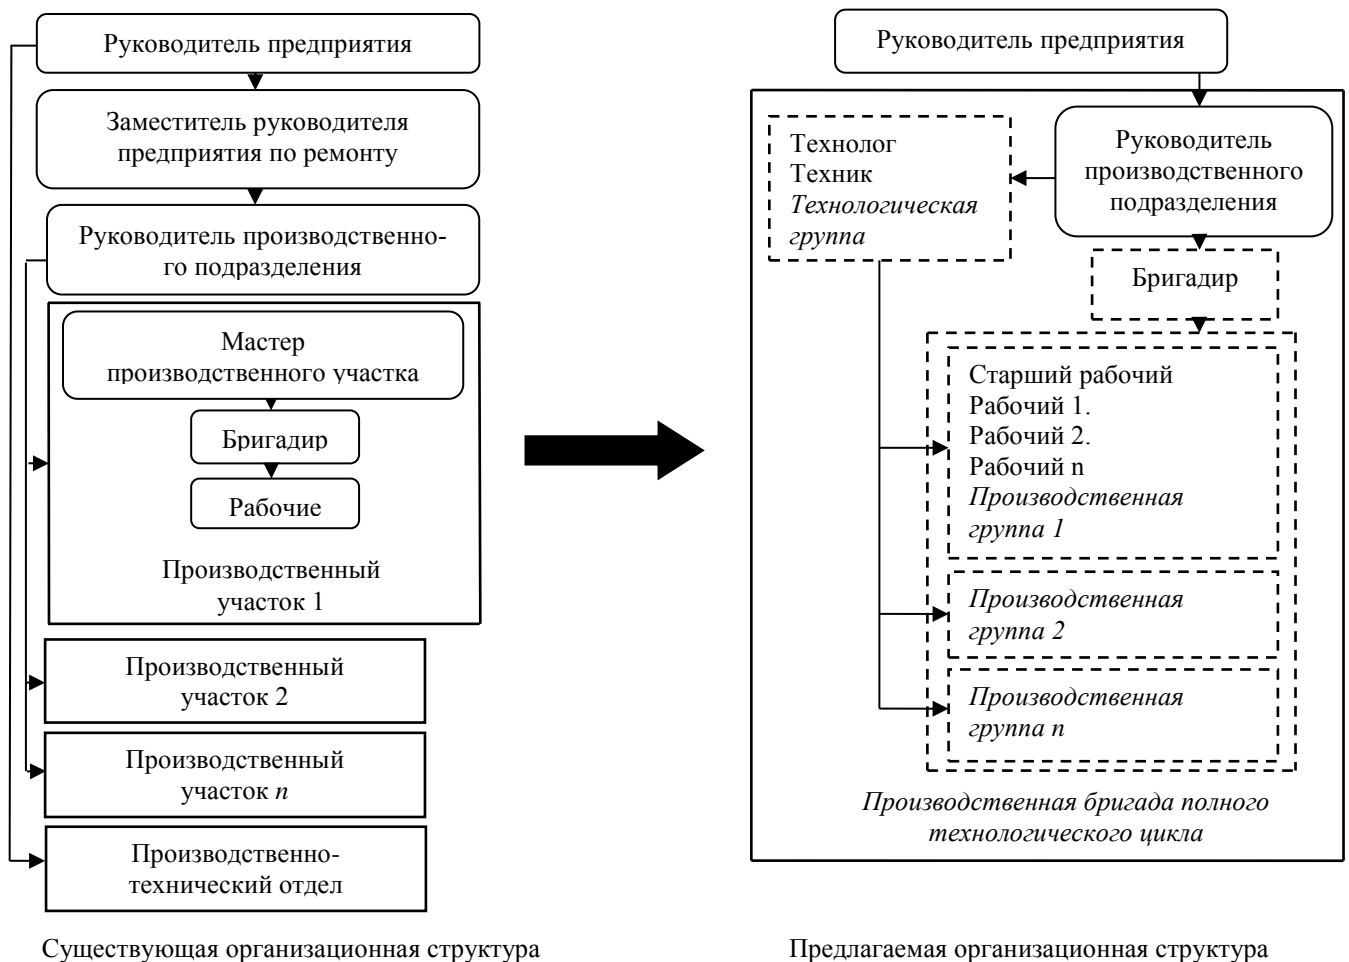 Руководитель предприятия
Заместитель руководителя
предприятия по ремонту
Руководитель производственно-
го подразделения
Мастер
производственного участка
Бригадир
Рабочие
Производственный
участок 1
Производственный
участок 2
Производственный
участок n
Производственно-
технический отдел
Существующая организационная структура
Руководитель предприятия
Руководитель
производственного
подразделения
Технолог
Техник
Технологическая
группа
Бригадир
Старший рабочий
Рабочий 1.
Рабочий 2.
Рабочий n
Производственная
группа 1
Производственная
группа 2
Производственная
группа n
Производственная бригада полного
технологического цикла
Предлагаемая организационная структура